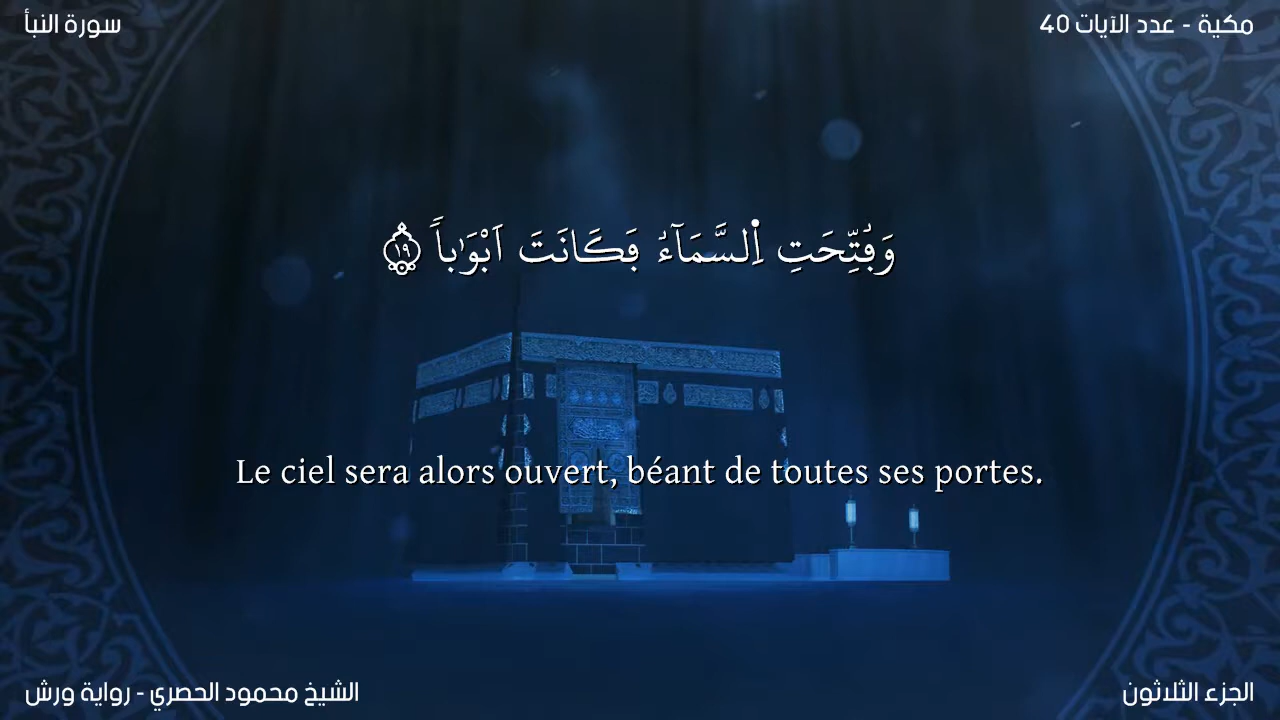 سورة النبأ
مكية - عدد الآيات 40
وَفُتِّحَتِ اِ۬لسَّمَآءُ فَكَانَتَ اَبْوَٰباٗ ١٩
Le ciel sera alors ouvert, béant de toutes ses portes.
الشيخ محمود الحصري - رواية ورش
الجزء الثلاثون